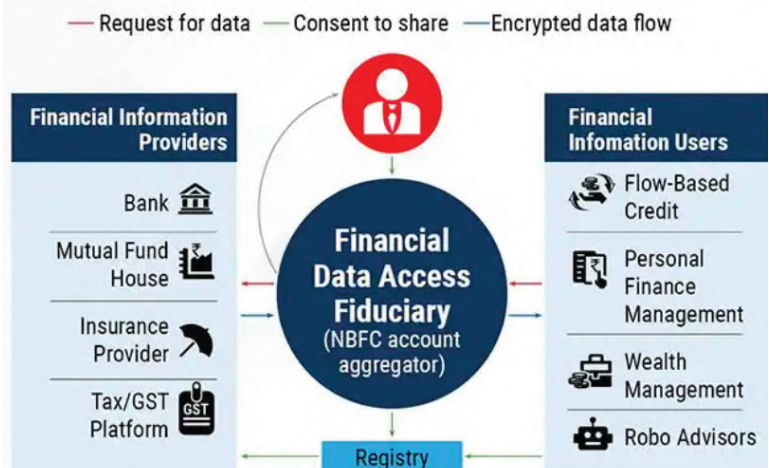 Request for data Consent to share Encrypted data flow
Financial Information
Providers
Bank
Mutual Fund
House
Insurance
Provider
Tax/GST
Platform
GST
Financial
Data Access
Fiduciary
(NBFC account
aggregator)
Registry
Financial
Infomation Users
Flow-Based
Credit
Personal
Finance
Management
Wealth
Management
Robo Advisors